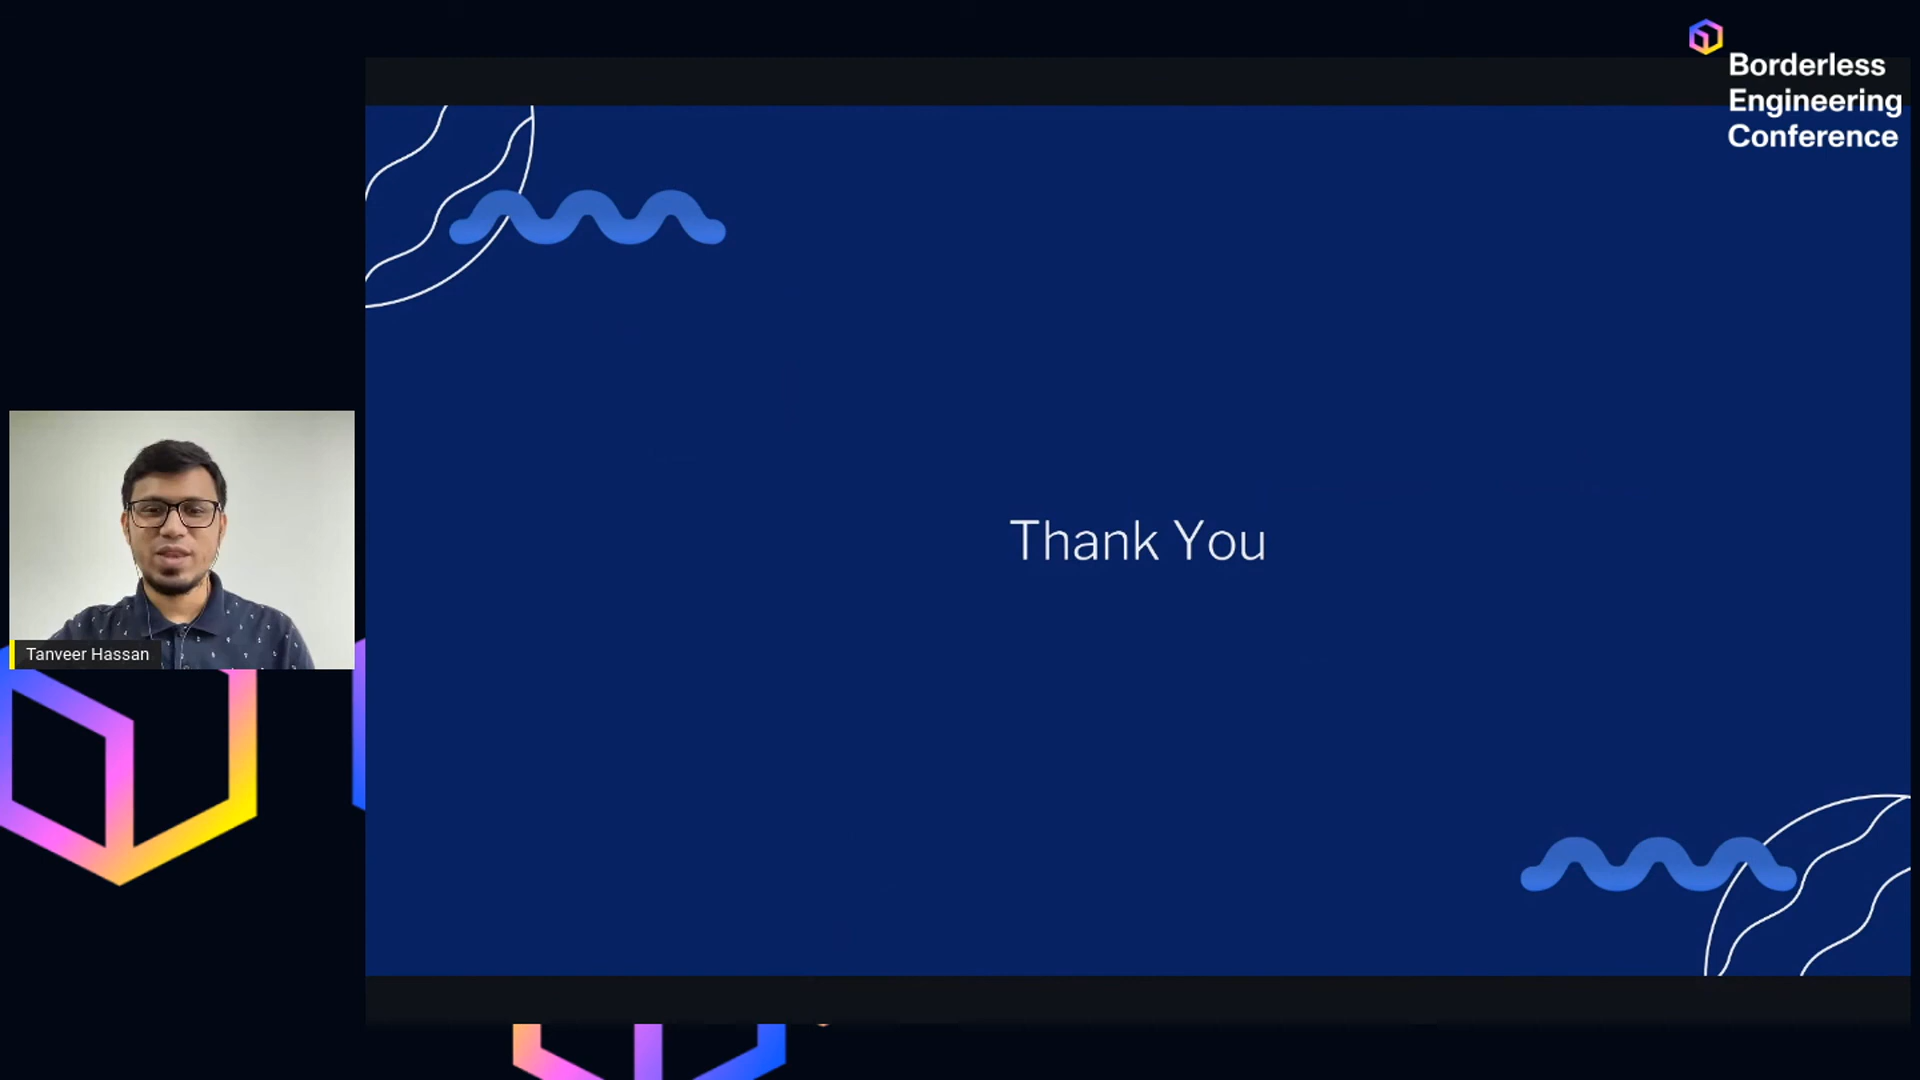 Borderless
Engineering
Conference
Thank You
Tanveer Hassan